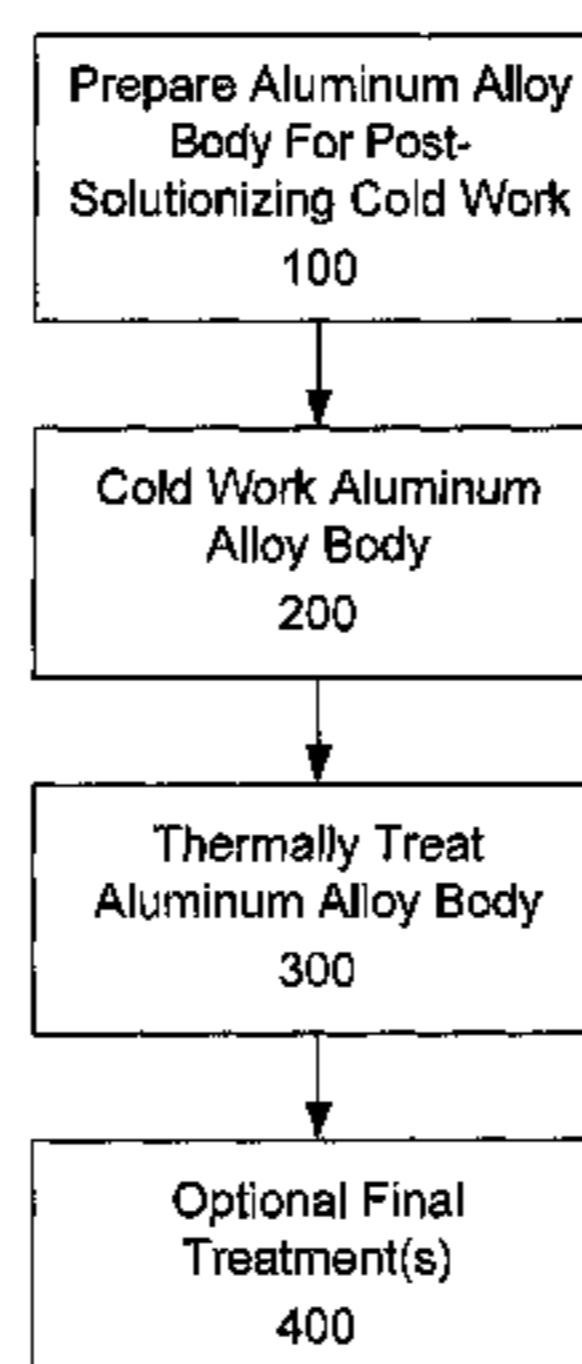 Prepare Aluminum Alloy
Body For Post-
Solutionizing Cold Work
100
Cold Work Aluminum
Alloy Body
200
Thermally Treat
Aluminum Alloy Body
300
Optional Final
Treatment(s)
400